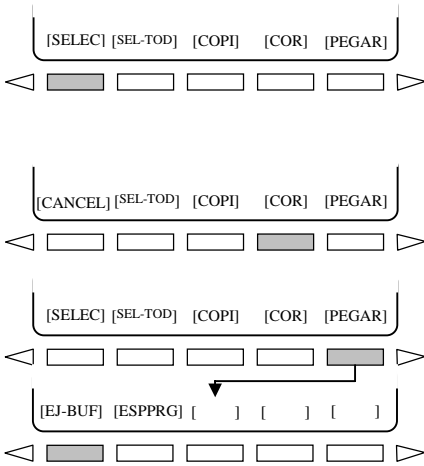 [SELEC] [SEL-TOD] [COPI] [COR] [PEGAR]
[CANCEL] [SEL-TOD] [COPI] [COR] [PEGAR]
[SELEC] [SEL-TOD] [COPI] [COR] [PEGAR]
[EJ-BUF] [ESPPRG] [ ] [ ] [ ]